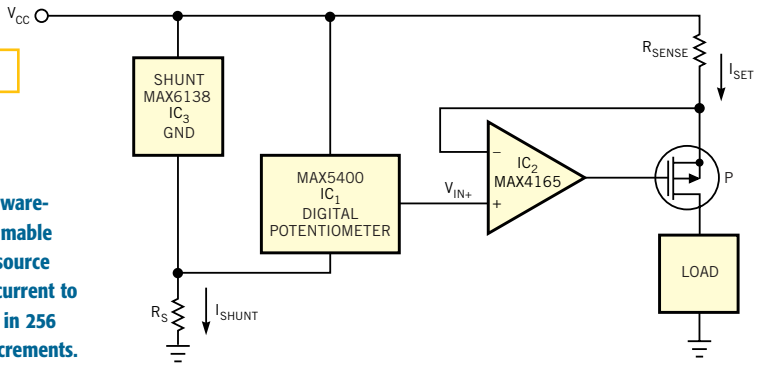 VCC
RSENSE
ISET
SHUNT
MAX6138
IC3
GND
MAX5400
IC1
DIGITAL
POTENTIOMETER
VIN+
−
IC2
MAX4165
+
P
LOAD
RS
ISHUNT
ware-
mable
source
current to
in 256
crements.